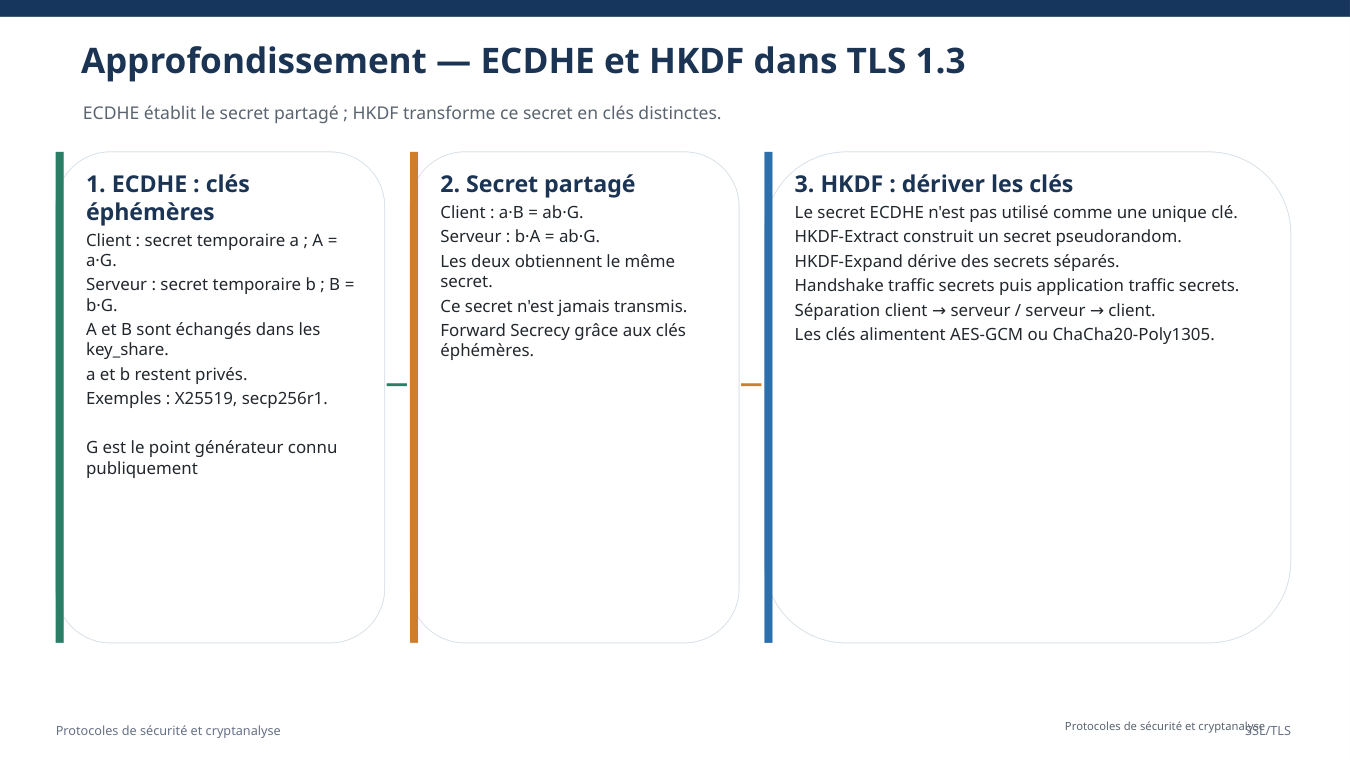 Approfondissement — ECDHE et HKDF dans TLS 1.3
ECDHE établit le secret partagé ; HKDF transforme ce secret en clés distinctes.
1. ECDHE : clés
éphémères
Client : secret temporaire a ; A =
a·G.
Serveur : secret temporaire b ; B =
b·G.
A et B sont échangés dans les
key_share.
a et b restent privés.
Exemples : X25519, secp256r1.
G est le point générateur connu
publiquement
2. Secret partagé
Client : a·B = ab·G.
Serveur : b·A = ab·G.
Les deux obtiennent le même
secret.
Ce secret n'est jamais transmis.
Forward Secrecy grâce aux clés
éphémères.
3. HKDF : dériver les clés
Le secret ECDHE n'est pas utilisé comme une unique clé.
HKDF-Extract construit un secret pseudorandom.
HKDF-Expand dérive des secrets séparés.
Handshake traffic secrets puis application traffic secrets.
Séparation client → serveur / serveur → client.
Les clés alimentent AES-GCM ou ChaCha20-Poly1305.
Protocoles de sécurité et cryptanalyse
Protocoles de sécurité et cryptanalyse
SSL/TLS